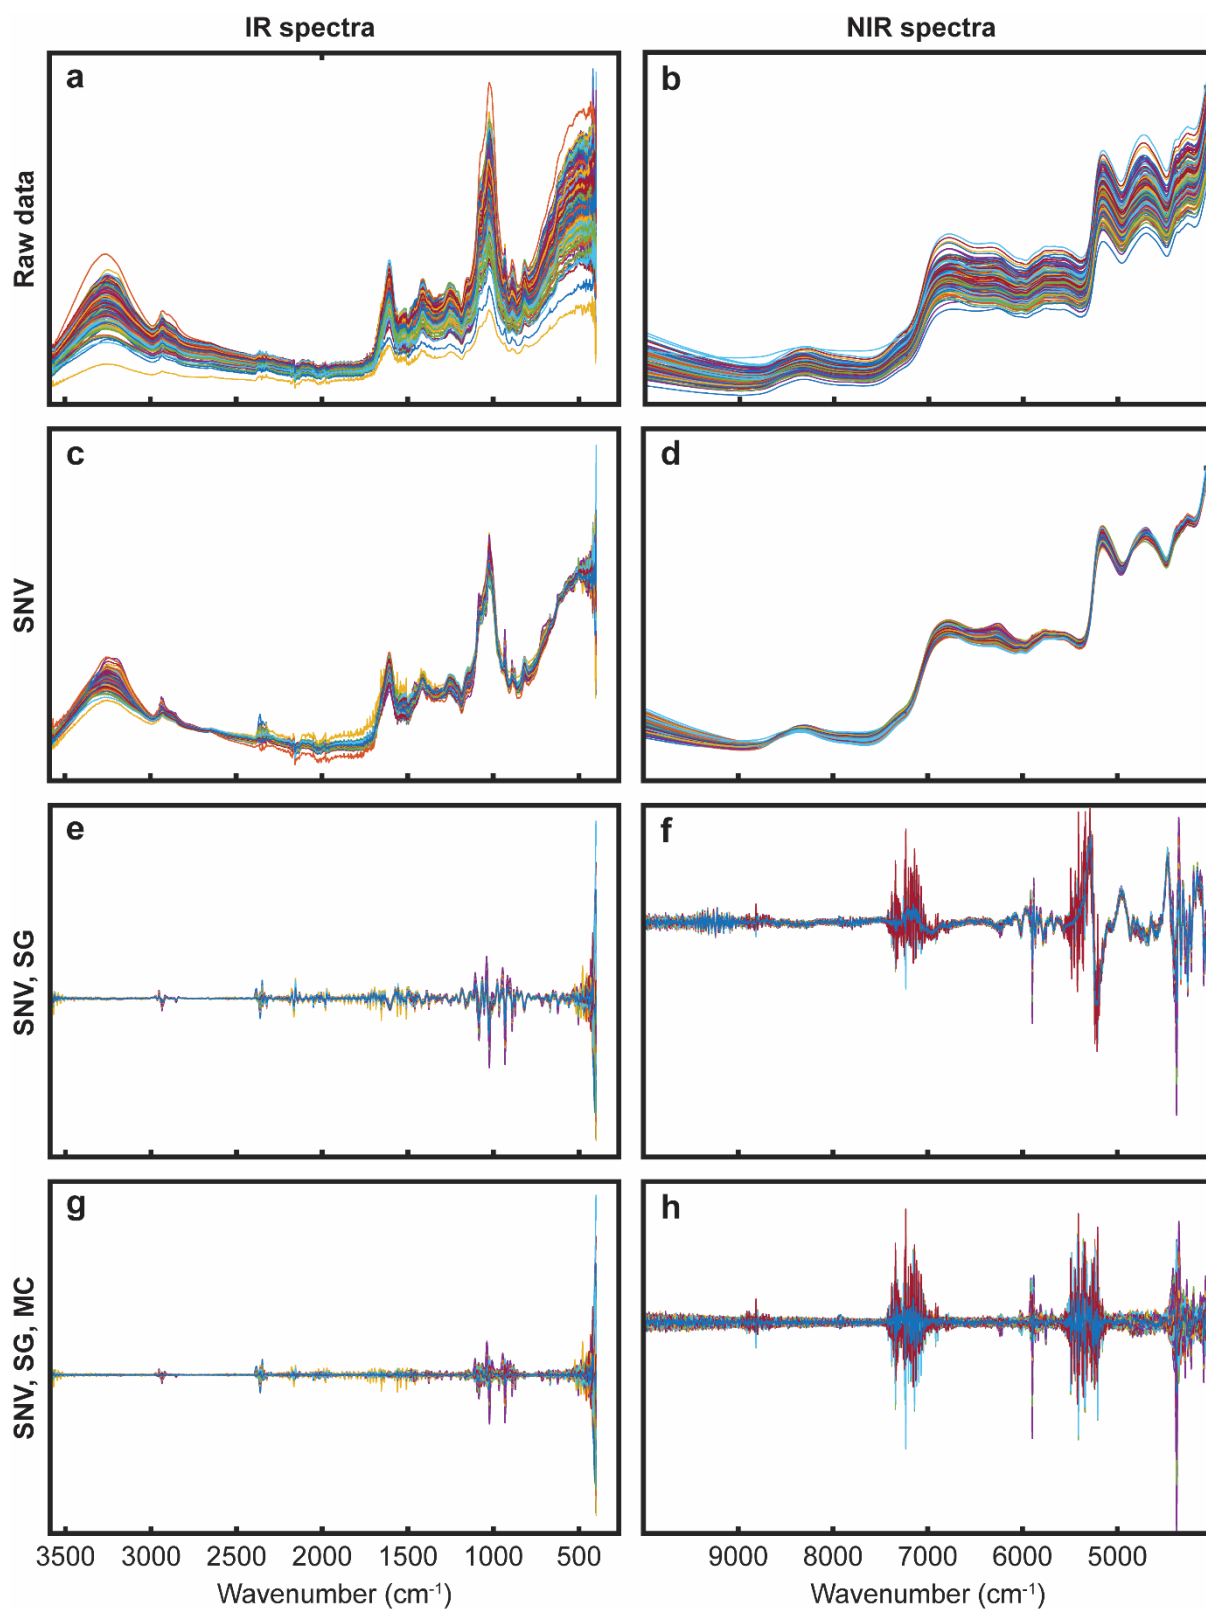 IR spectra
NIR spectra
Raw data
a
b
SNV
c
d
SNV, SG
e
f
SNV, SG, MC
g
h
3500 3000 2500 2000 1500 1000 500
9000 8000 7000 6000 5000
Wavenumber (cm⁻¹)
Wavenumber (cm⁻¹)